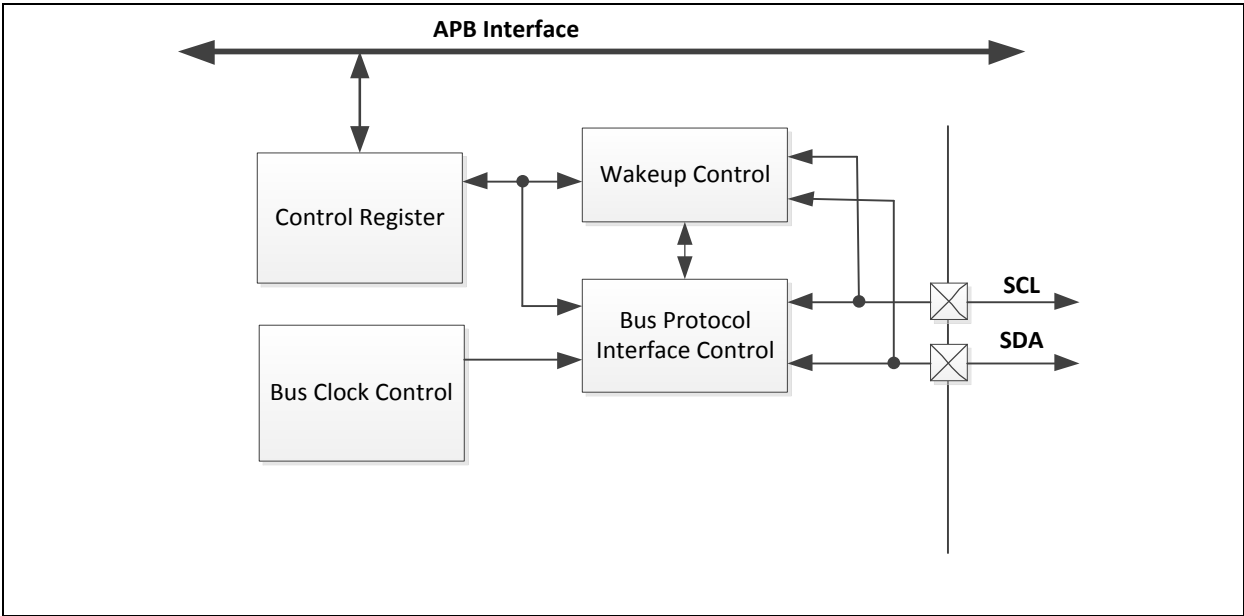 APB Interface
Wakeup Control
Control Register
SCL
Bus Protocol
Interface Control
SDA
Bus Clock Control